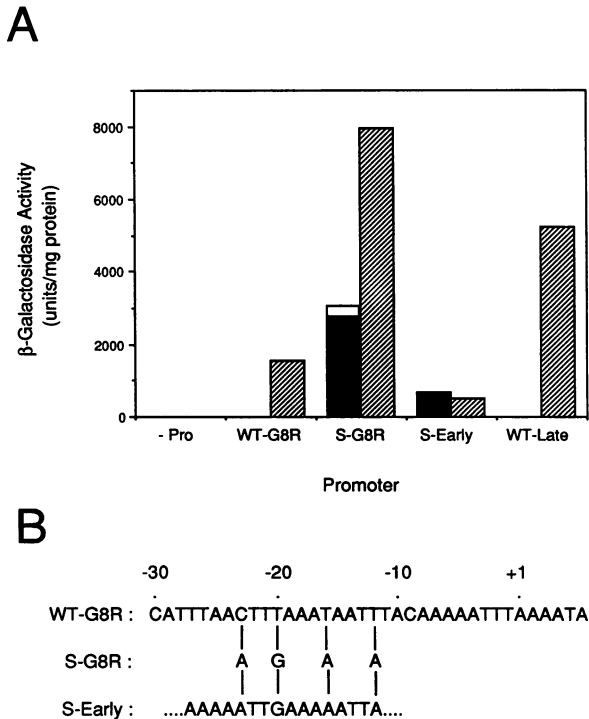 A
β-Galactosidase Activity
(units/mg protein)
8000
6000
4000
2000
0
- Pro
WT-G8R
S-G8R
S-Early
WT-Late
Promoter
B
-30 -20 -10 +1
WT-G8R : CATTTAACTTTAAATAATTTACAAAAATTTAAAATA
S-G8R : A G A A
S-Early : ....AAAAATTGAAAAATTA....